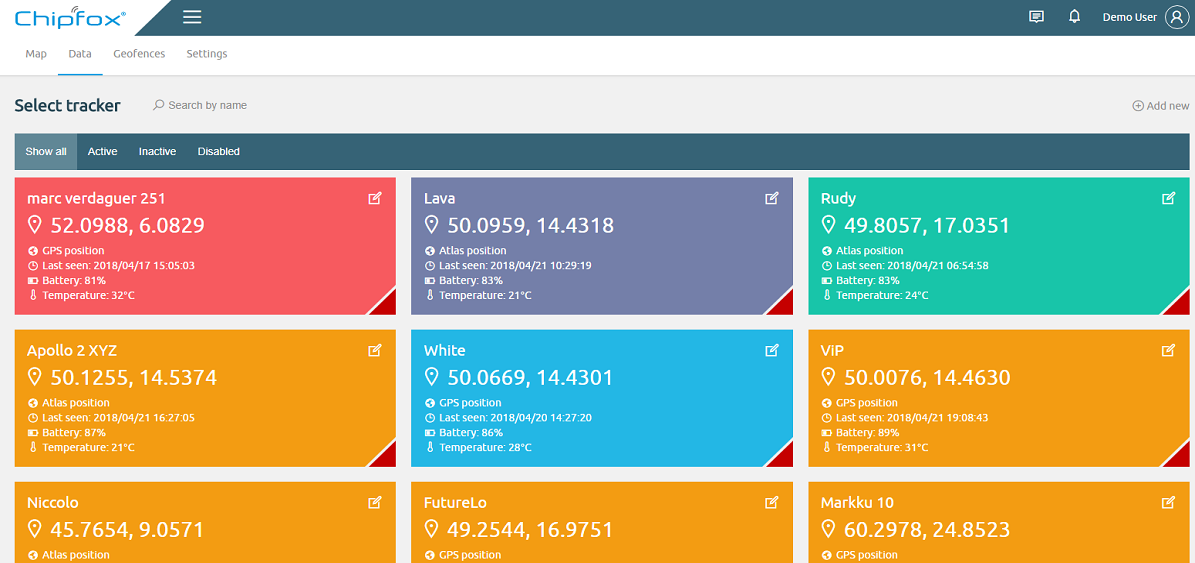 Chipfox®
Demo User
Map Data Geofences Settings
Select tracker Search by name Add new
Show all Active Inactive Disabled
marc verdaguer 251
52.0988, 6.0829
GPS position
Last seen: 2018/04/17 15:05:03
Battery: 81%
Temperature: 32°C
Lava
50.0959, 14.4318
Atlas position
Last seen: 2018/04/21 10:29:19
Battery: 83%
Temperature: 21°C
Rudy
49.8057, 17.0351
Atlas position
Last seen: 2018/04/21 06:54:58
Battery: 83%
Temperature: 24°C
Apollo 2 XYZ
50.1255, 14.5374
Atlas position
Last seen: 2018/04/21 16:27:05
Battery: 87%
Temperature: 21°C
White
50.0669, 14.4301
GPS position
Last seen: 2018/04/20 14:27:20
Battery: 86%
Temperature: 28°C
ViP
50.0076, 14.4630
GPS position
Last seen: 2018/04/21 19:08:43
Battery: 89%
Temperature: 31°C
Niccolo
45.7654, 9.0571
Atlas position
FutureLo
49.2544, 16.9751
GPS position
Markku 10
60.2978, 24.8523
GPS position